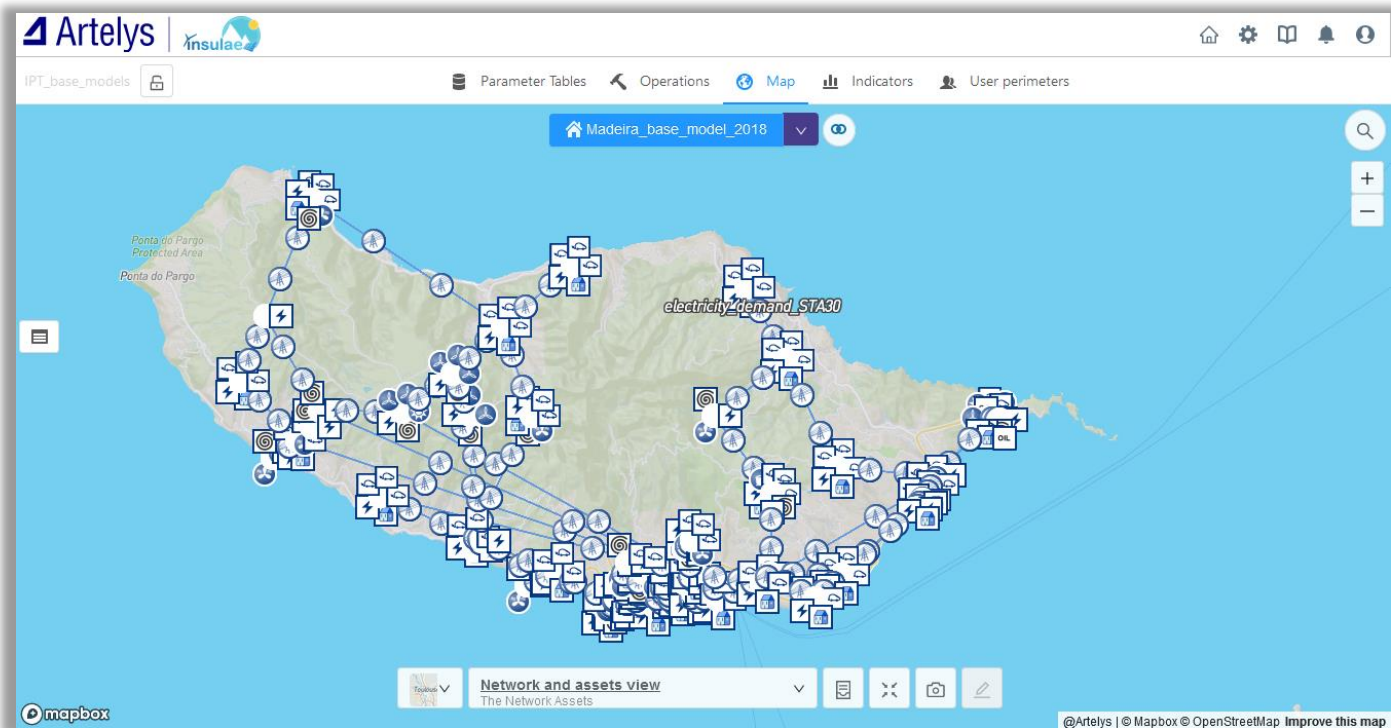 Artelys
insulae
IPT_base_models
Parameter Tables
Operations
Map
Indicators
User perimeters
Madeira_base_model_2018
Ponta do Pargo
Protected Area
Ponta do Pargo
electricity_demand_STA30
OIL
Toulouse
Network and assets view
The Network Assets
mapbox
@Artelys | © Mapbox © OpenStreetMap Improve this map